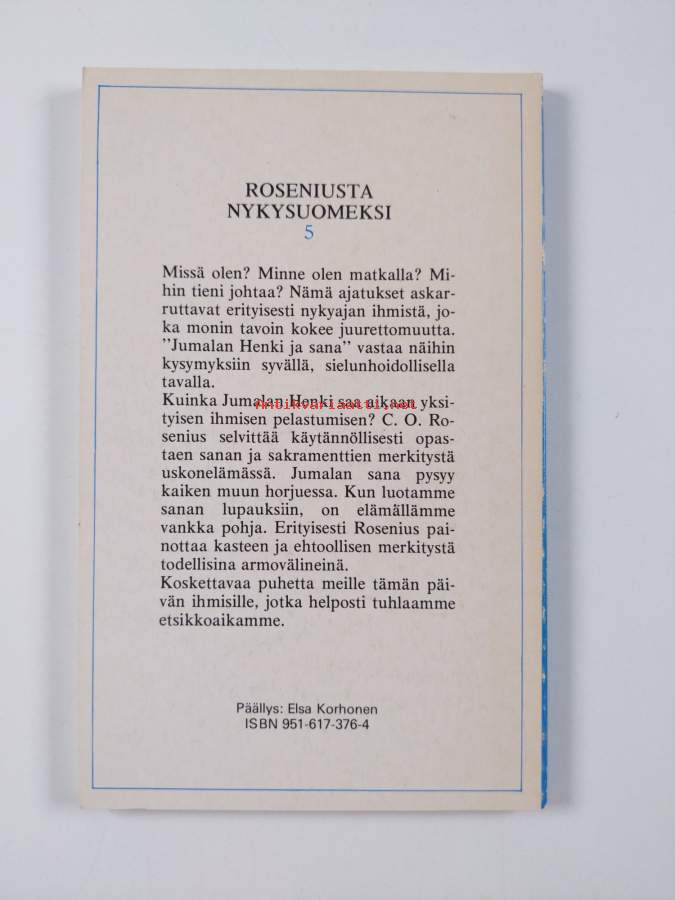 ROSENIUSTA
NYKYSUOMEKSI
5
Missä olen? Minne olen matkalla? Mi-
hin tieni johtaa? Nämä ajatukset askar-
ruttavat erityisesti nykyajan ihmistä, jo-
ka monin tavoin kokee juurettomuutta.
"Jumalan Henki ja sana" vastaa näihin
kysymyksiin syvällä, sielunhoidollisella
tavalla.
Kuinka Jumalan Henki saa aikaan yksi-
antikvariaatti.net
tyisen ihmisen pelastumisen? C. O. Ro-
senius selvittää käytännöllisesti opas-
taen sanan ja sakramenttien merkitystä
uskonelämässä. Jumalan sana pysyy
kaiken muun horjuessa. Kun luotamme
sanan lupauksiin, on elämällämme
vankka pohja. Erityisesti Rosenius pai-
nottaa kasteen ja ehtoollisen merkitystä
todellisina armovälineinä.
Koskettavaa puhetta meille tämän päi-
vän ihmisille, jotka helposti tuhlaamme
etsikkoaikamme.
Päällys: Elsa Korhonen
ISBN 951-617-376-4